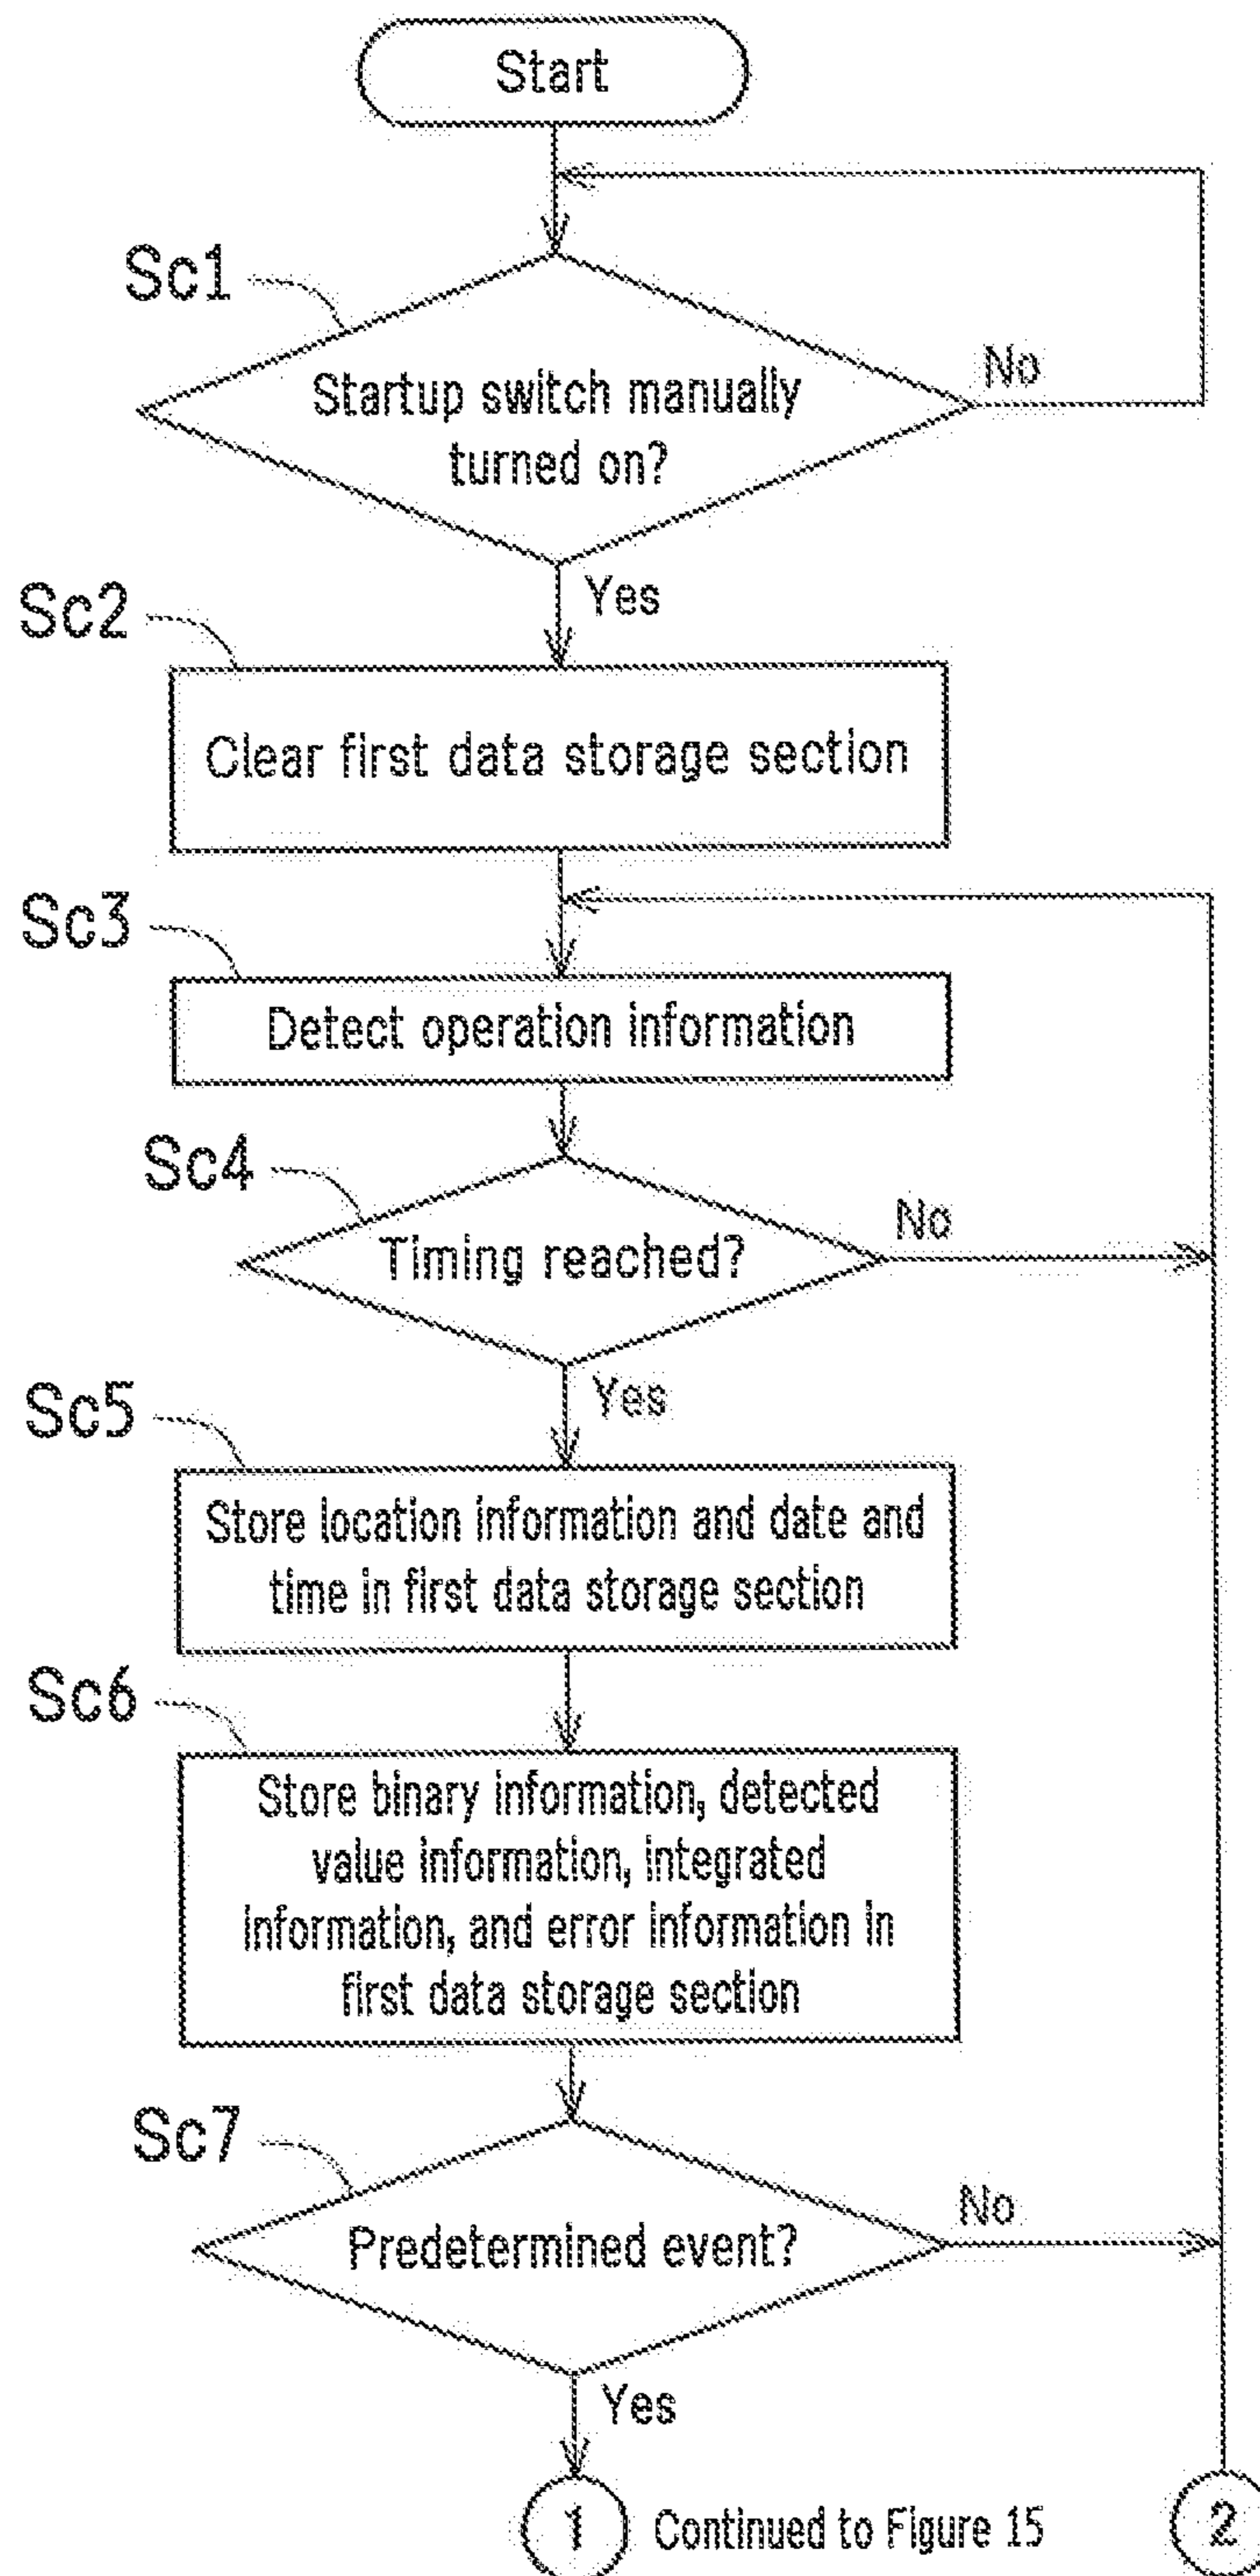 Start
Sc1
Startup switch manually
turned on?
No
Yes
Sc2
Clear first data storage section
Sc3
Detect operation information
Sc4
Timing reached?
No
Yes
Sc5
Store location information and date and
time in first data storage section
Sc6
Store binary information, detected
value information, integrated
information, and error information in
first data storage section
Sc7
Predetermined event?
No
Yes
1
Continued to Figure 15
2